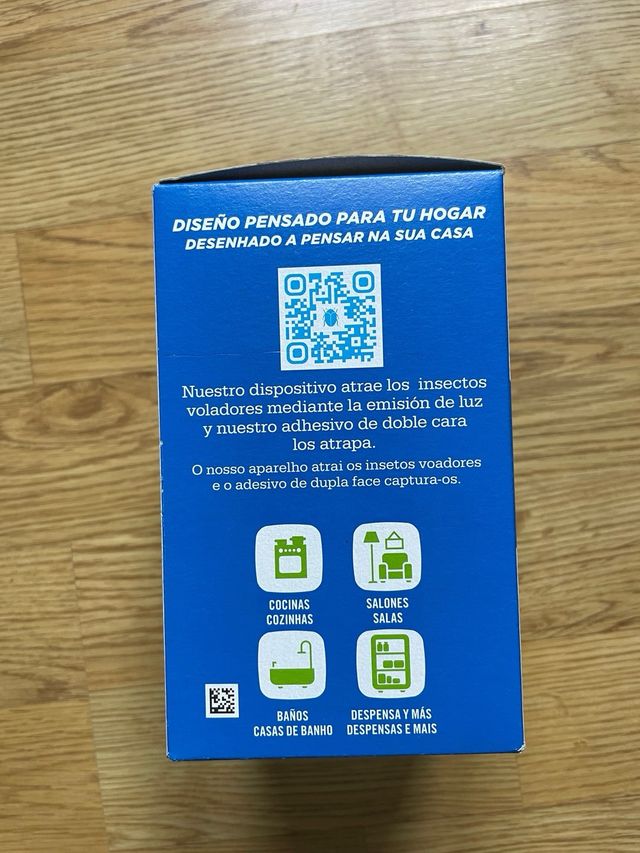 DISEÑO PENSADO PARA TU HOGAR
DESENHADO A PENSAR NA SUA CASA
Nuestro dispositivo atrae los insectos
voladores mediante la emisión de luz
y nuestro adhesivo de doble cara
los atrapa.
O nosso aparelho atrai os insetos voadores
e o adesivo de dupla face captura-os.
COCINAS
COZINHAS
SALONES
SALAS
BAÑOS
CASAS DE BANHO
DESPENSA Y MÁS
DESPENSAS E MAIS